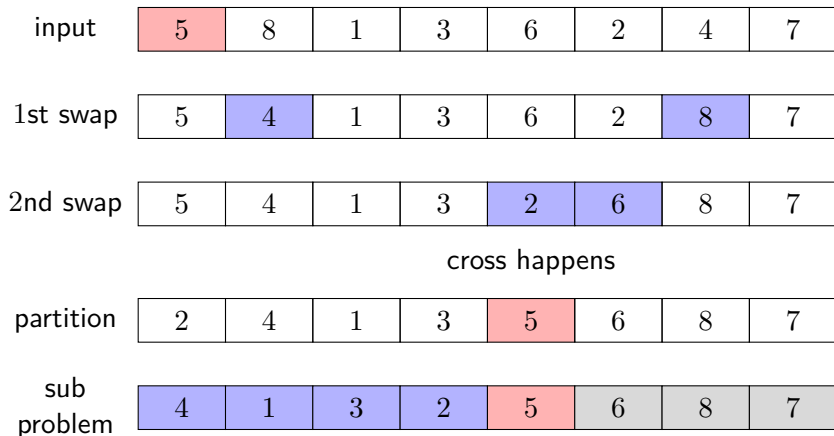 input 5 8 1 3 6 2 4 7
1st swap 5 4 1 3 6 2 8 7
2nd swap 5 4 1 3 2 6 8 7
cross happens
partition 2 4 1 3 5 6 8 7
sub
problem 4 1 3 2 5 6 8 7